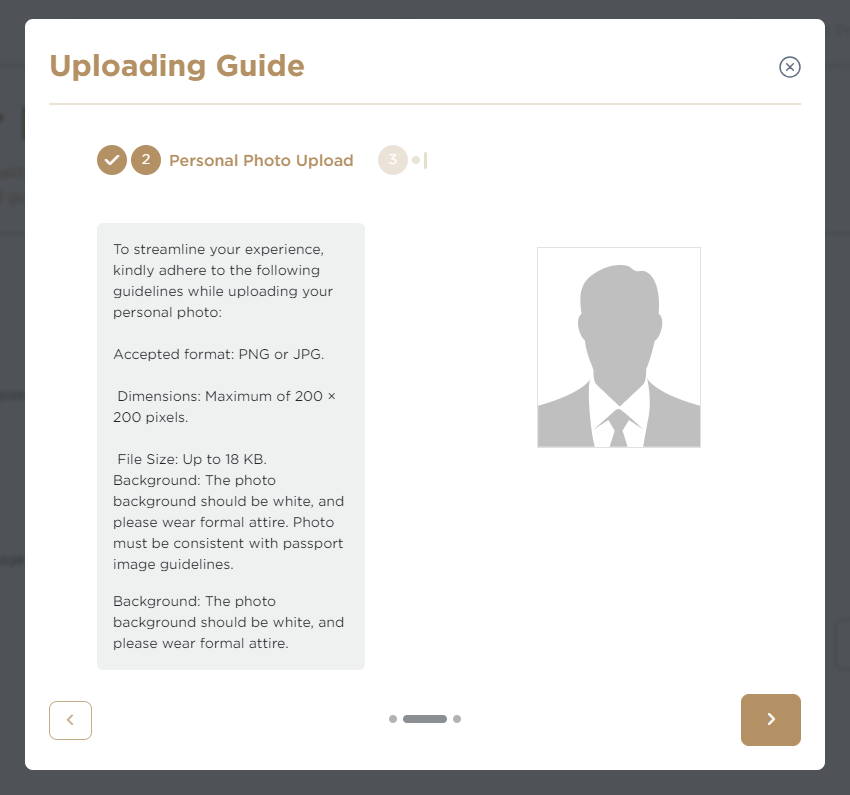 Uploading Guide
2 Personal Photo Upload 3
To streamline your experience,
kindly adhere to the following
guidelines while uploading your
personal photo:
Accepted format: PNG or JPG.
Dimensions: Maximum of 200 ×
200 pixels.
File Size: Up to 18 KB.
Background: The photo
background should be white, and
please wear formal attire. Photo
must be consistent with passport
image guidelines.
Background: The photo
background should be white, and
please wear formal attire.